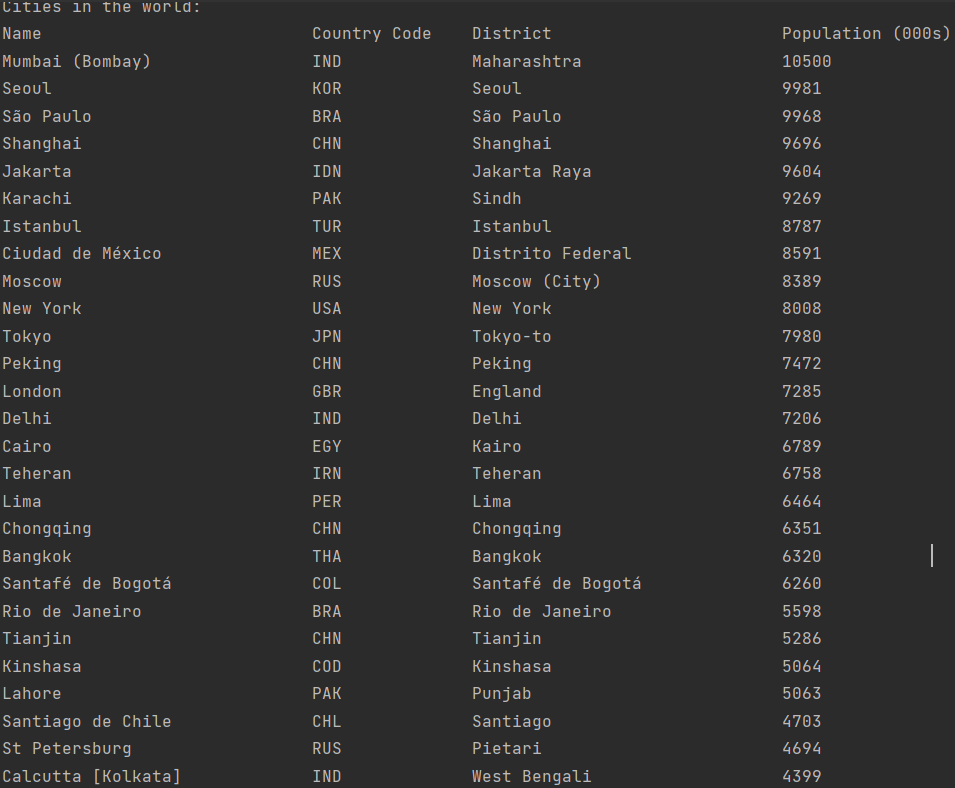 Cities in the world:
Name Country Code District Population (000s)
Mumbai (Bombay) IND Maharashtra 10500
Seoul KOR Seoul 9981
São Paulo BRA São Paulo 9968
Shanghai CHN Shanghai 9696
Jakarta IDN Jakarta Raya 9604
Karachi PAK Sindh 9269
Istanbul TUR Istanbul 8787
Ciudad de México MEX Distrito Federal 8591
Moscow RUS Moscow (City) 8389
New York USA New York 8008
Tokyo JPN Tokyo-to 7980
Peking CHN Peking 7472
London GBR England 7285
Delhi IND Delhi 7206
Cairo EGY Kairo 6789
Teheran IRN Teheran 6758
Lima PER Lima 6464
Chongqing CHN Chongqing 6351
Bangkok THA Bangkok 6320
Santafé de Bogotá COL Santafé de Bogotá 6260
Rio de Janeiro BRA Rio de Janeiro 5598
Tianjin CHN Tianjin 5286
Kinshasa COD Kinshasa 5064
Lahore PAK Punjab 5063
Santiago de Chile CHL Santiago 4703
St Petersburg RUS Pietari 4694
Calcutta [Kolkata] IND West Bengali 4399